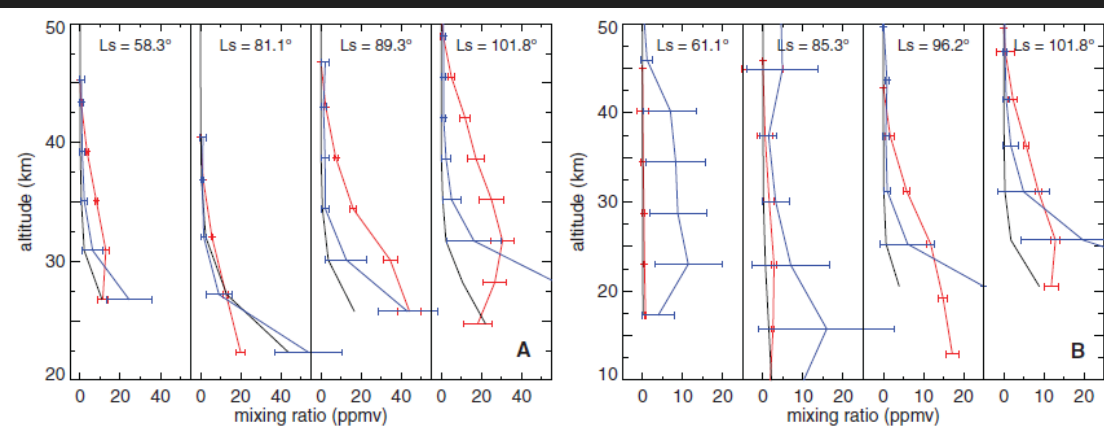 50
40
30
20
altitude (km)
Ls = 58.3°
Ls = 81.1°
Ls = 89.3°
Ls = 101.8°
A
0 20 40 0 20 40 0 20 40 0 20 40
mixing ratio (ppmv)
50
40
30
20
10
altitude (km)
Ls = 61.1°
Ls = 85.3°
Ls = 96.2°
Ls = 101.8°
B
0 10 20 0 10 20 0 10 20 0 10 20
mixing ratio (ppmv)